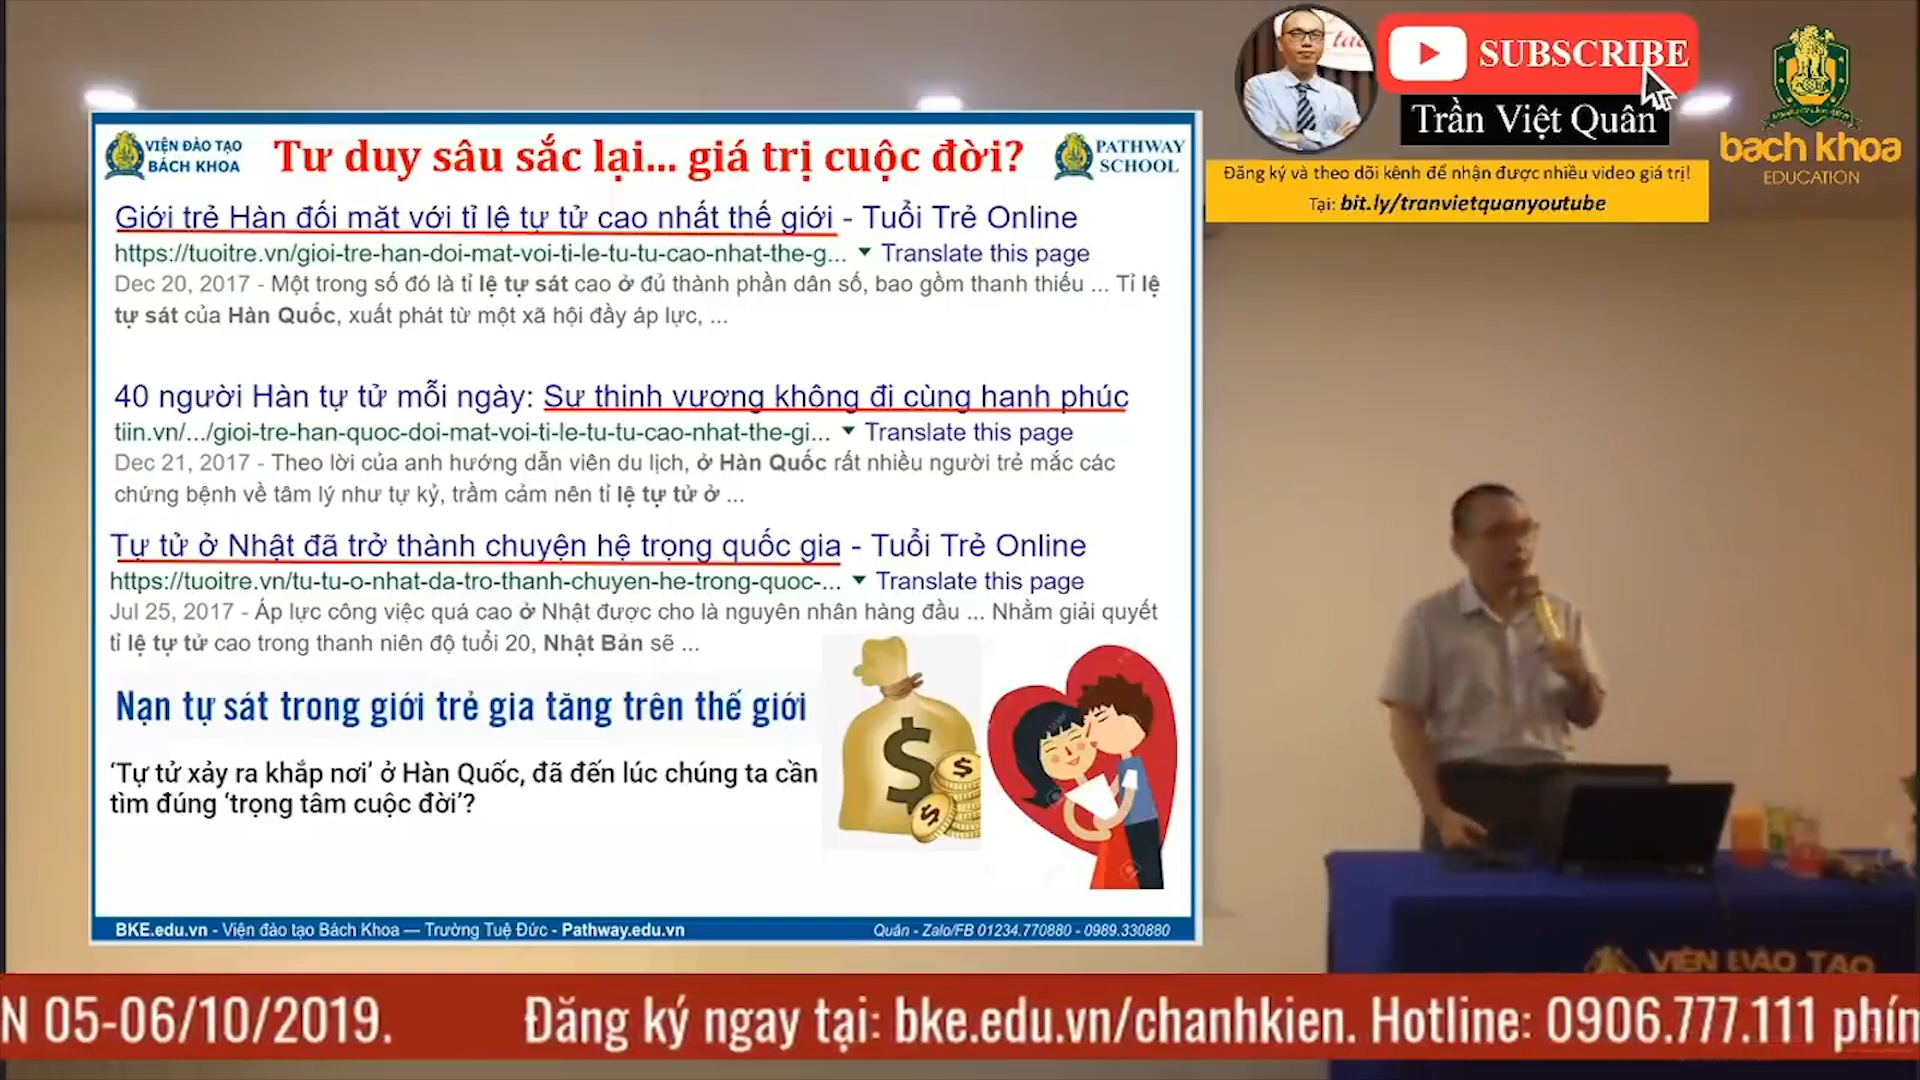 SUBSCRIBE
Trần Việt Quân
Đăng ký và theo dõi kênh để nhận được nhiều video giá trị!
Tại: bit.ly/tranvietquanyoutube
bach khoa
EDUCATION
VIỆN ĐÀO TẠO
BÁCH KHOA
Tư duy sâu sắc lại... giá trị cuộc đời?
PATHWAY
SCHOOL
Giới trẻ Hàn đối mặt với tỉ lệ tự tử cao nhất thế giới - Tuổi Trẻ Online
https://tuoitre.vn/gioi-tre-han-doi-mat-voi-ti-le-tu-tu-cao-nhat-the-g... ▼ Translate this page
Dec 20, 2017 - Một trong số đó là tỉ lệ tự sát cao ở đủ thành phần dân số, bao gồm thanh thiếu ... Tỉ lệ
tự sát của Hàn Quốc, xuất phát từ một xã hội đầy áp lực, ...
40 người Hàn tự tử mỗi ngày: Sự thịnh vượng không đi cùng hạnh phúc
tiin.vn/.../gioi-tre-han-quoc-doi-mat-voi-ti-le-tu-tu-cao-nhat-the-gi... ▼ Translate this page
Dec 21, 2017 - Theo lời của anh hướng dẫn viên du lịch, ở Hàn Quốc rất nhiều người trẻ mắc các
chứng bệnh về tâm lý như tự kỷ, trầm cảm nên tỉ lệ tự tử ở ...
Tự tử ở Nhật đã trở thành chuyện hệ trọng quốc gia - Tuổi Trẻ Online
https://tuoitre.vn/tu-tu-o-nhat-da-tro-thanh-chuyen-he-trong-quoc-... ▼ Translate this page
Jul 25, 2017 - Áp lực công việc quá cao ở Nhật được cho là nguyên nhân hàng đầu ... Nhằm giải quyết
tỉ lệ tự tử cao trong thanh niên độ tuổi 20, Nhật Bản sẽ ...
Nạn tự sát trong giới trẻ gia tăng trên thế giới
‘Tự tử xảy ra khắp nơi’ ở Hàn Quốc, đã đến lúc chúng ta cần
tìm đúng ‘trọng tâm cuộc đời’?
BKE.edu.vn - Viện đào tạo Bách Khoa — Trường Tuệ Đức - Pathway.edu.vn
Quân - Zalo/FB 01234.770880 - 0989.330880
VIỆN ĐÀO TẠO
N 05-06/10/2019. Đăng ký ngay tại: bke.edu.vn/chanhkien. Hotline: 0906.777.111 phín